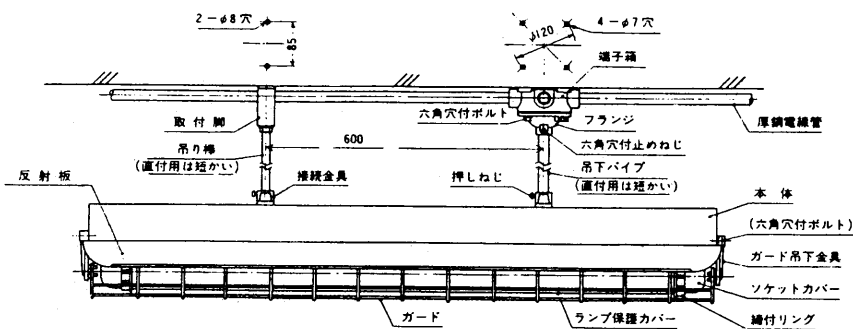 2-φ8穴
85
φ120
4-φ7穴
端子箱
六角穴付ボルト
フランジ
取付脚
厚鋼電線管
600
六角穴付止めねじ
吊り棒
(直付用は短かい)
吊下パイプ
(直付用は短かい)
反射板
接続金具
押しねじ
本体
(六角穴付ボルト)
ガード吊下金具
ソケットカバー
ガード
ランプ保護カバー
締付リング